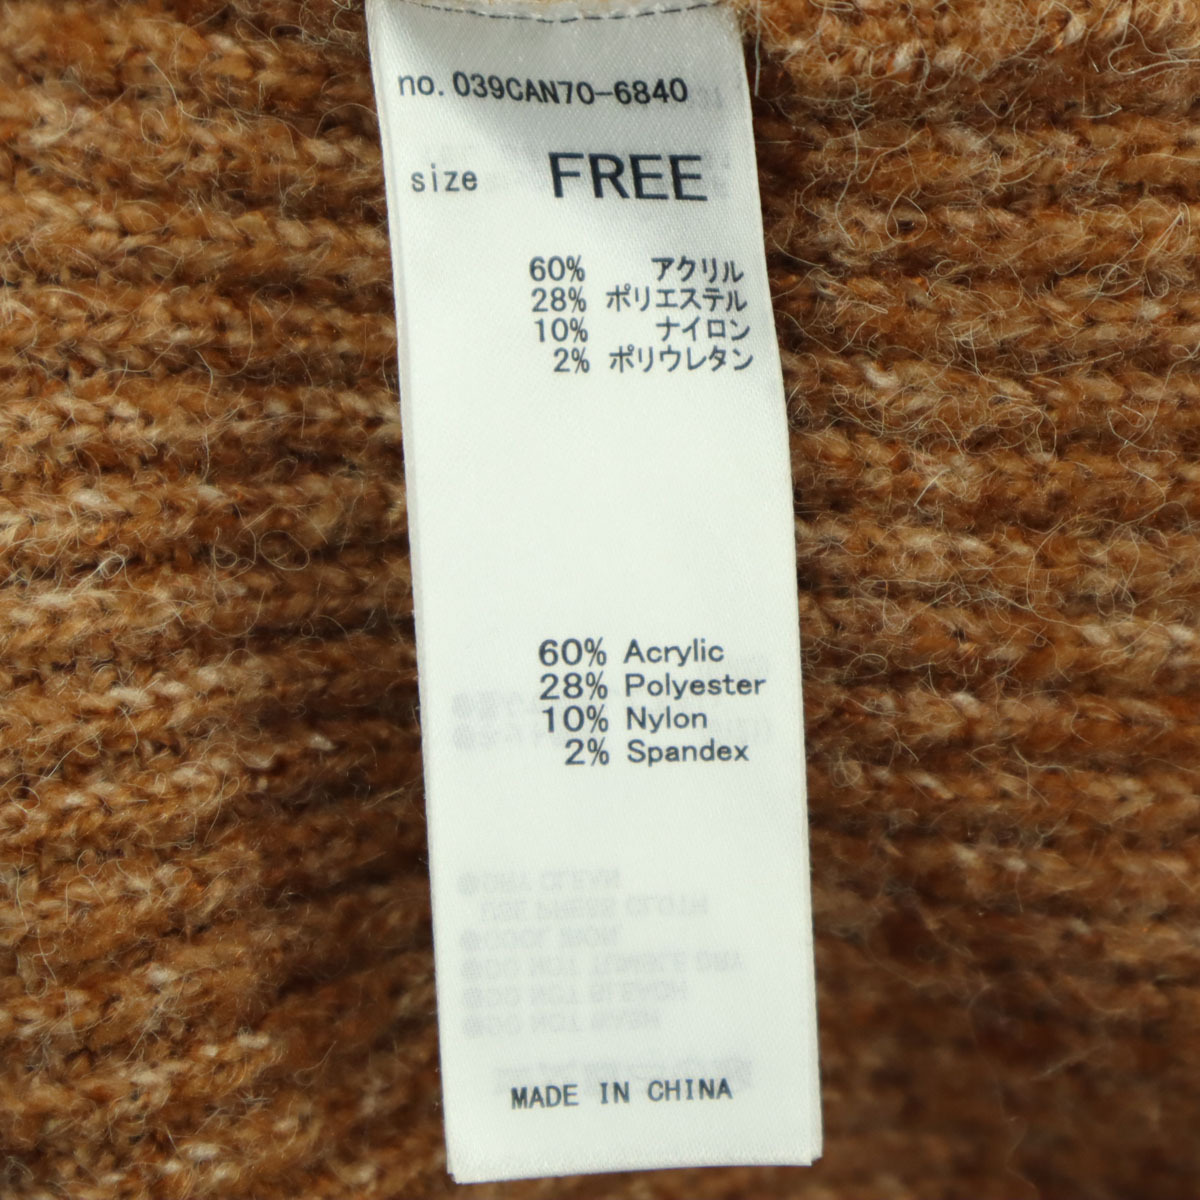 no. 039CAN70-6840
size FREE
60% アクリル
28% ポリエステル
10% ナイロン
2% ポリウレタン
60% Acrylic
28% Polyester
10% Nylon
2% Spandex
MADE IN CHINA